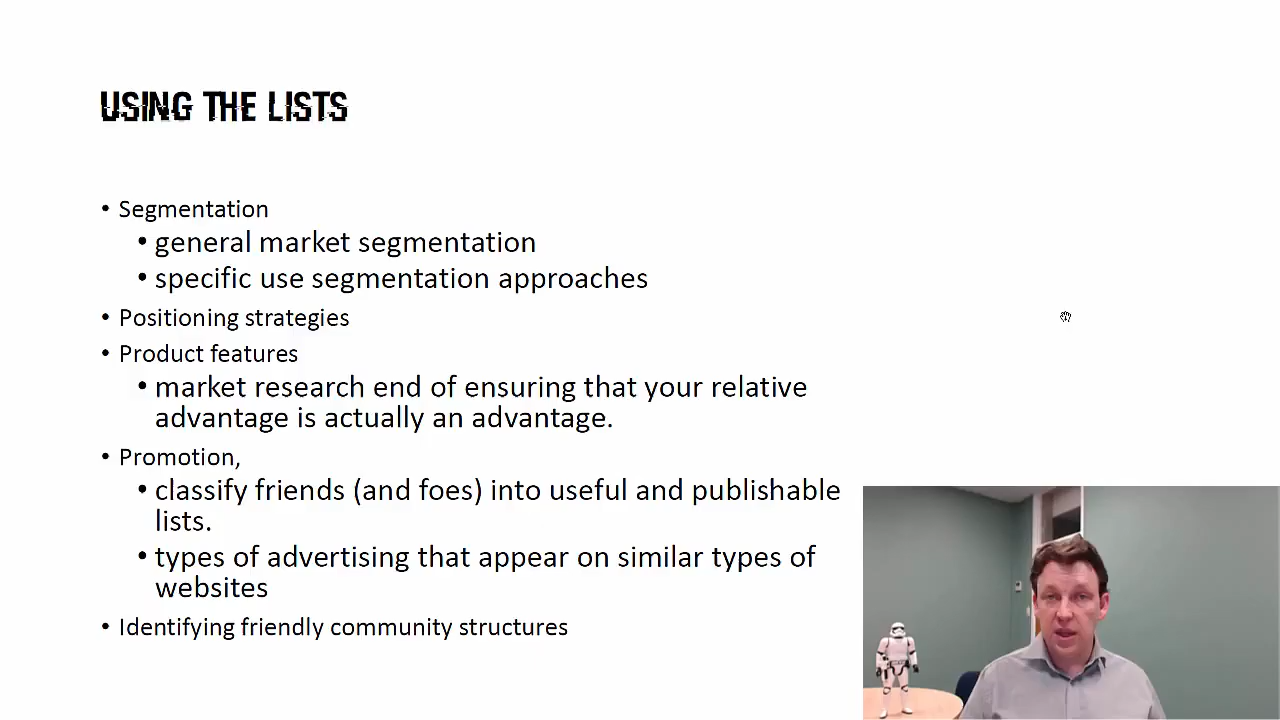 USING THE LISTS
• Segmentation
• general market segmentation
• specific use segmentation approaches
• Positioning strategies
• Product features
• market research end of ensuring that your relative
advantage is actually an advantage.
• Promotion,
• classify friends (and foes) into useful and publishable
lists.
• types of advertising that appear on similar types of
websites
• Identifying friendly community structures